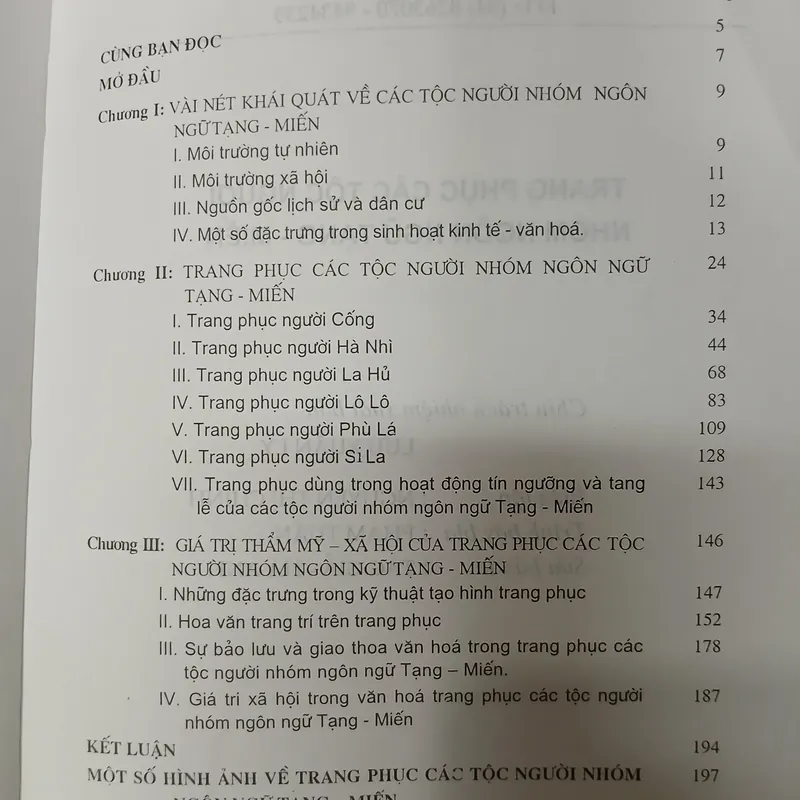 CÙNG BẠN ĐỌC 5
MỞ ĐẦU 7
Chương I: VÀI NÉT KHÁI QUÁT VỀ CÁC TỘC NGƯỜI NHÓM NGÔN 9
NGỮ TẠNG - MIẾN
I. Môi trường tự nhiên 9
II. Môi trường xã hội 11
III. Nguồn gốc lịch sử và dân cư 12
IV. Một số đặc trưng trong sinh hoạt kinh tế - văn hoá. 13
Chương II: TRANG PHỤC CÁC TỘC NGƯỜI NHÓM NGÔN NGỮ 24
TẠNG - MIẾN
I. Trang phục người Cống 34
II. Trang phục người Hà Nhì 44
III. Trang phục người La Hủ 68
IV. Trang phục người Lô Lô 83
V. Trang phục người Phù Lá 109
VI. Trang phục người Si La 128
VII. Trang phục dùng trong hoạt động tín ngưỡng và tang 143
lễ của các tộc người nhóm ngôn ngữ Tạng - Miến
Chương III: GIÁ TRỊ THẨM MỸ – XÃ HỘI CỦA TRANG PHỤC CÁC TỘC 146
NGƯỜI NHÓM NGÔN NGỮ TẠNG - MIẾN
I. Những đặc trưng trong kỹ thuật tạo hình trang phục 147
II. Hoa văn trang trí trên trang phục 152
III. Sự bảo lưu và giao thoa văn hoá trong trang phục các 178
tộc người nhóm ngôn ngữ Tạng – Miến.
IV. Giá tri xã hội trong văn hoá trang phục các tộc người 187
nhóm ngôn ngữ Tạng - Miến
KẾT LUẬN 194
MỘT SỐ HÌNH ẢNH VỀ TRANG PHỤC CÁC TỘC NGƯỜI NHÓM 197
NGÔN NGỮ TẠNG – MIẾN